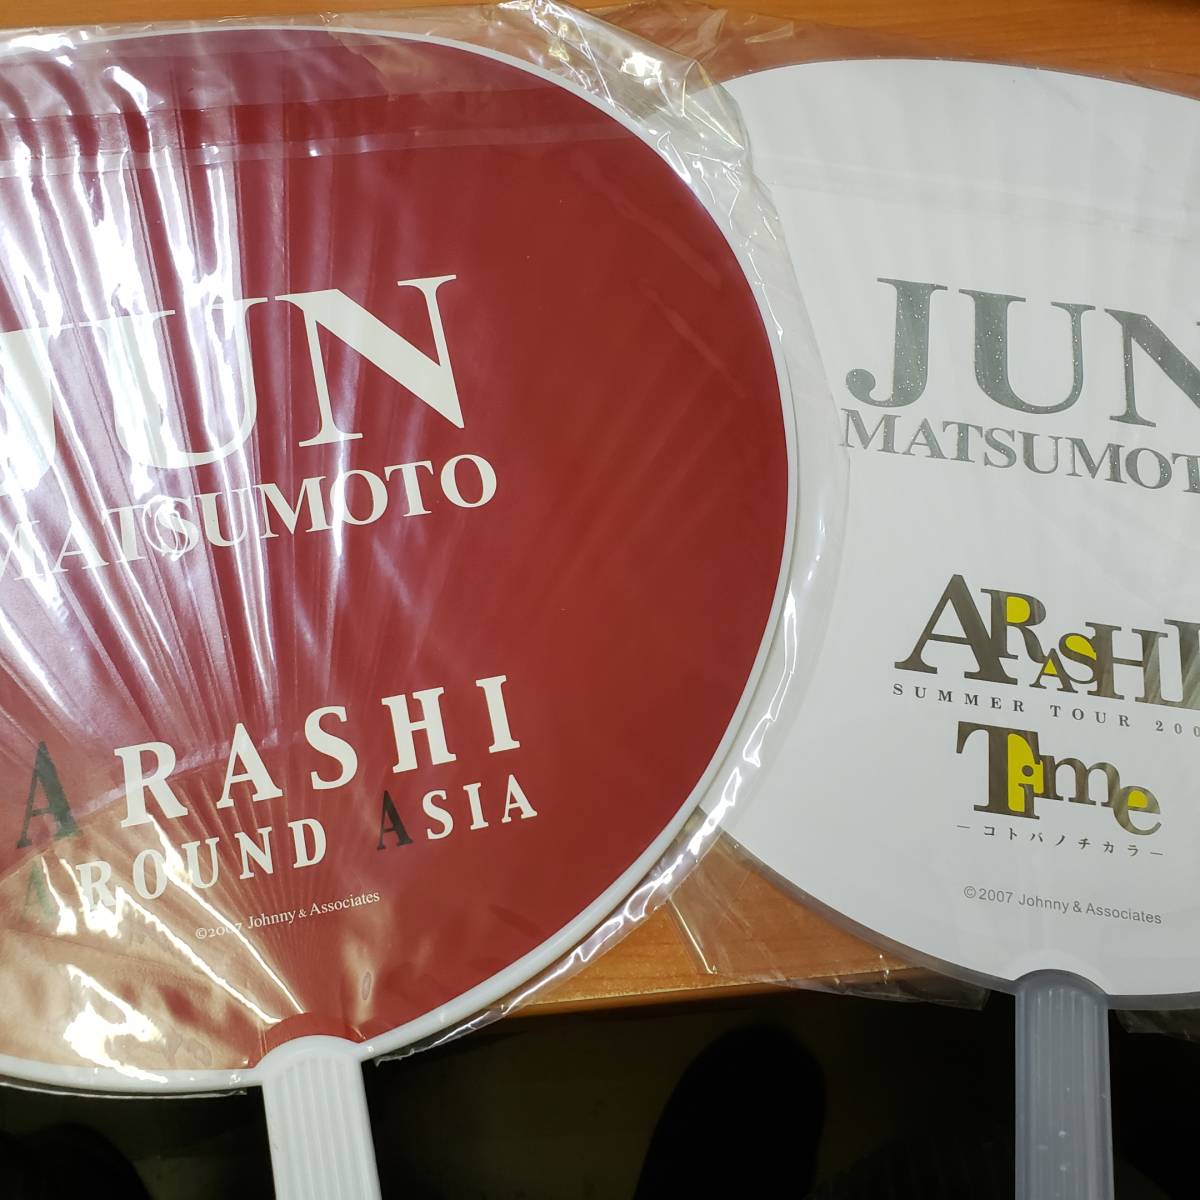 JUN
MATSUMOTO
ARASHI
AROUND ASIA
©2007 Johnny & Associates
JUN
MATSUMOT
ARASHI
SUMMER TOUR 200
Time
－コトバノチカラ－
©2007 Johnny & Associates